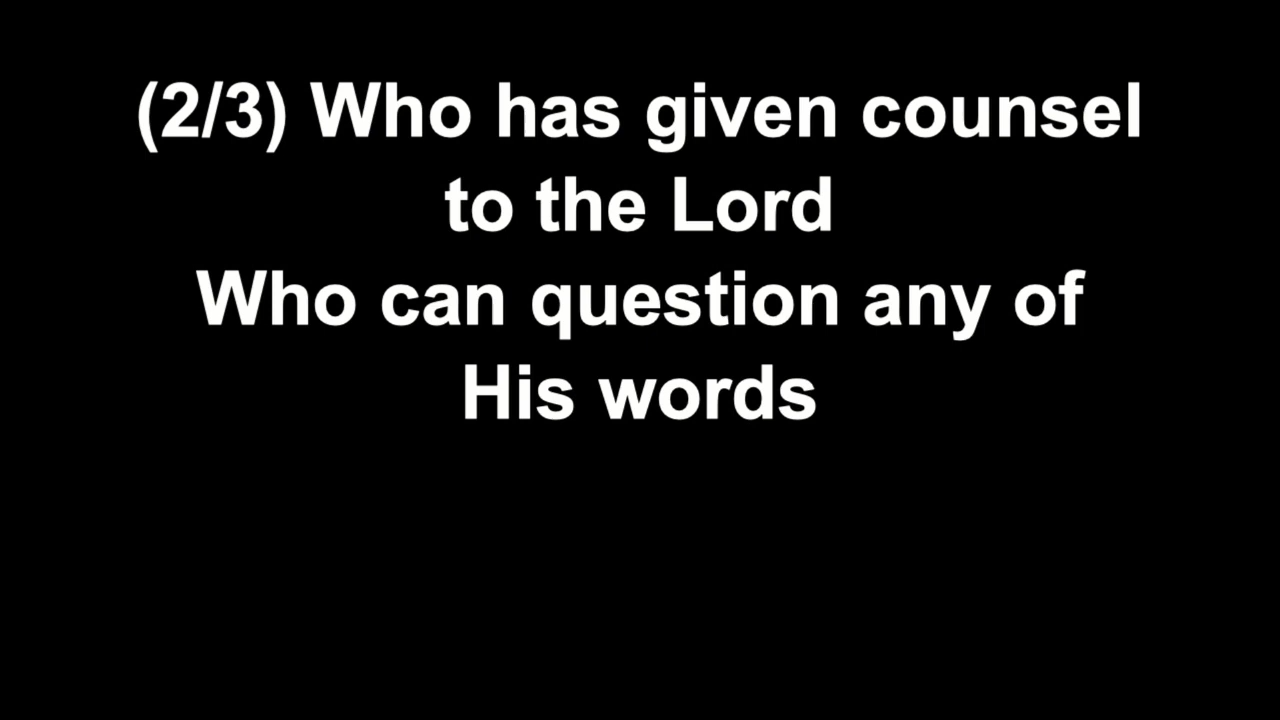 (2/3) Who has given counsel
to the Lord
Who can question any of
His words